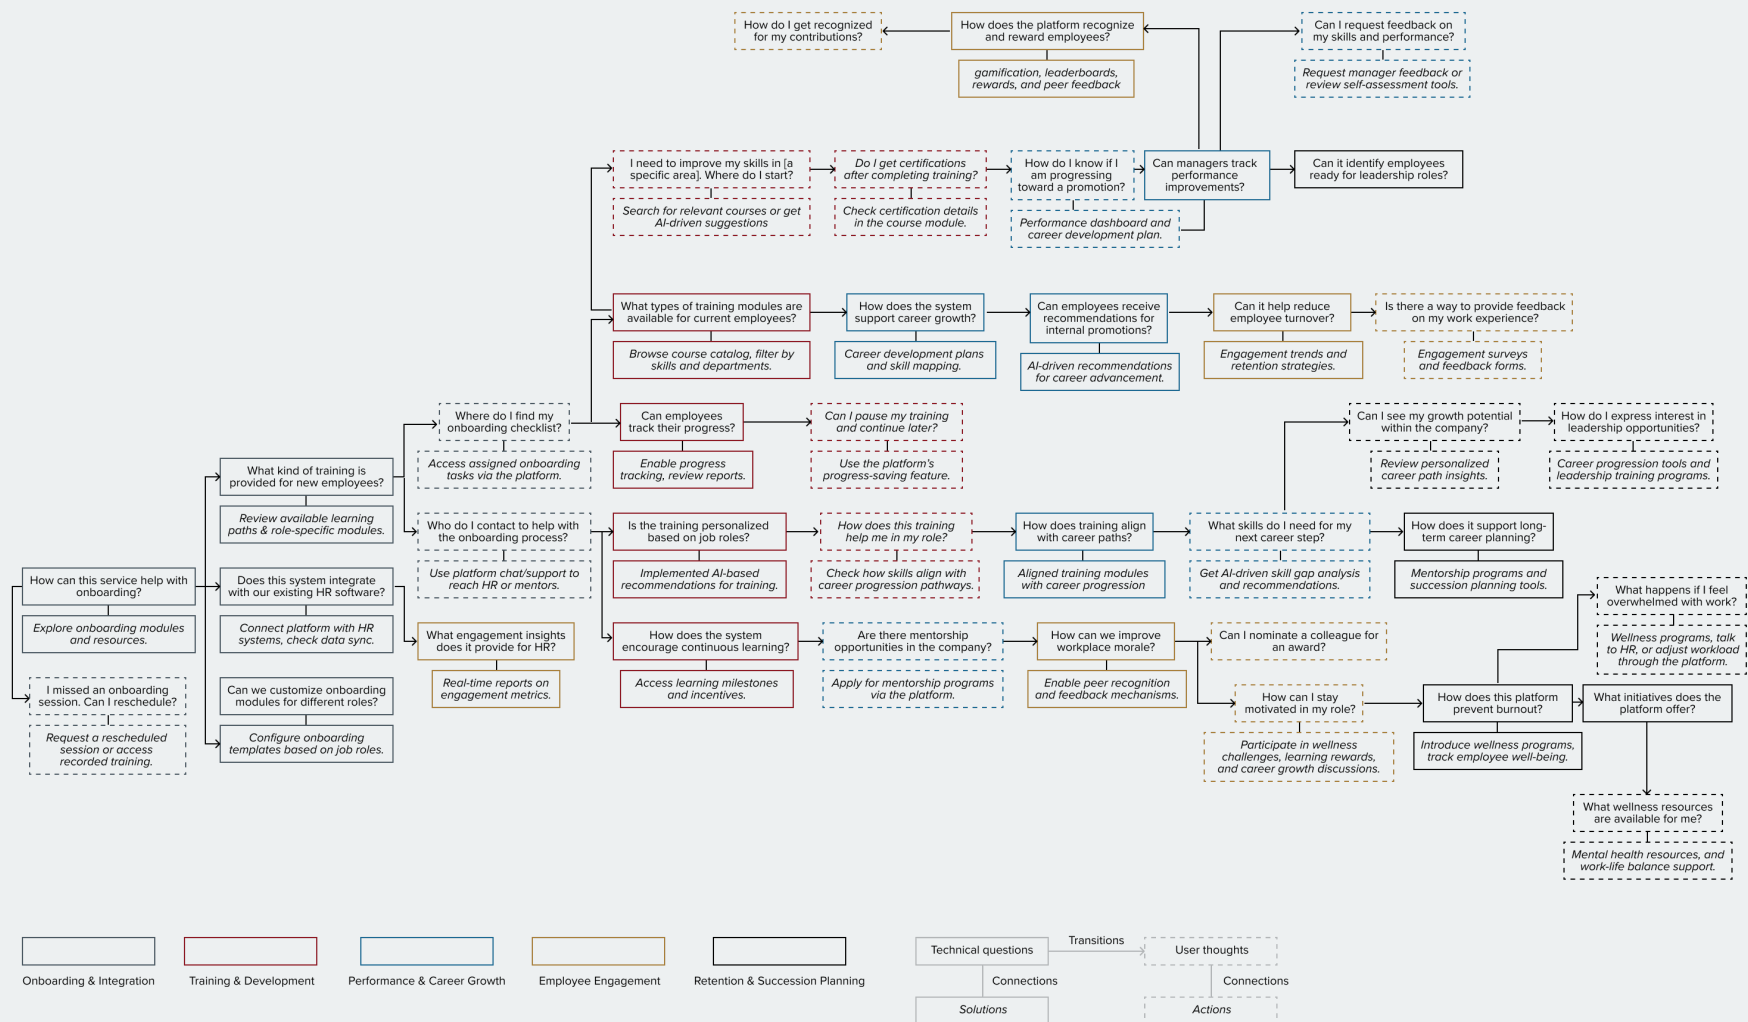 How do I get recognized
for my contributions?
How does the platform recognize
and reward employees?
gamification, leaderboards,
rewards, and peer feedback
Can I request feedback on
my skills and performance?
Request manager feedback or
review self-assessment tools.
I need to improve my skills in [a
specific area]. Where do I start?
Search for relevant courses or get
AI-driven suggestions
Do I get certifications
after completing training?
Check certification details
in the course module.
How do I know if I
am progressing
toward a promotion?
Performance dashboard and
career development plan.
Can managers track
performance
improvements?
Can it identify employees
ready for leadership roles?
What types of training modules are
available for current employees?
Browse course catalog, filter by
skills and departments.
How does the system
support career growth?
Career development plans
and skill mapping.
Can employees receive
recommendations for
internal promotions?
AI-driven recommendations
for career advancement.
Can it help reduce
employee turnover?
Engagement trends and
retention strategies.
Is there a way to provide feedback
on my work experience?
Engagement surveys
and feedback forms.
Where do I find my
onboarding checklist?
Access assigned onboarding
tasks via the platform.
Can employees
track their progress?
Enable progress
tracking, review reports.
Can I pause my training
and continue later?
Use the platform's
progress-saving feature.
Can I see my growth potential
within the company?
Review personalized
career path insights.
How do I express interest in
leadership opportunities?
Career progression tools and
leadership training programs.
What kind of training is
provided for new employees?
Review available learning
paths & role-specific modules.
Who do I contact to help with
the onboarding process?
Use platform chat/support to
reach HR or mentors.
Is the training personalized
based on job roles?
Implemented AI-based
recommendations for training.
How does this training
help me in my role?
Check how skills align with
career progression pathways.
How does training align
with career paths?
Aligned training modules
with career progression
What skills do I need for my
next career step?
Get AI-driven skill gap analysis
and recommendations.
How does it support long-
term career planning?
Mentorship programs and
succession planning tools.
How can this service help with
onboarding?
Explore onboarding modules
and resources.
Does this system integrate
with our existing HR software?
Connect platform with HR
systems, check data sync.
What engagement insights
does it provide for HR?
Real-time reports on
engagement metrics.
How does the system
encourage continuous learning?
Access learning milestones
and incentives.
Are there mentorship
opportunities in the company?
Apply for mentorship programs
via the platform.
How can we improve
workplace morale?
Enable peer recognition
and feedback mechanisms.
Can I nominate a colleague for
an award?
What happens if I feel
overwhelmed with work?
Wellness programs, talk
to HR, or adjust workload
through the platform.
I missed an onboarding
session. Can I reschedule?
Request a rescheduled
session or access
recorded training.
Can we customize onboarding
modules for different roles?
Configure onboarding
templates based on job roles.
How can I stay
motivated in my role?
Participate in wellness
challenges, learning rewards,
and career growth discussions.
How does this platform
prevent burnout?
Introduce wellness programs,
track employee well-being.
What initiatives does the
platform offer?
What wellness resources
are available for me?
Mental health resources, and
work-life balance support.
Onboarding & Integration
Training & Development
Performance & Career Growth
Employee Engagement
Retention & Succession Planning
Technical questions
Transitions
User thoughts
Connections
Connections
Solutions
Actions